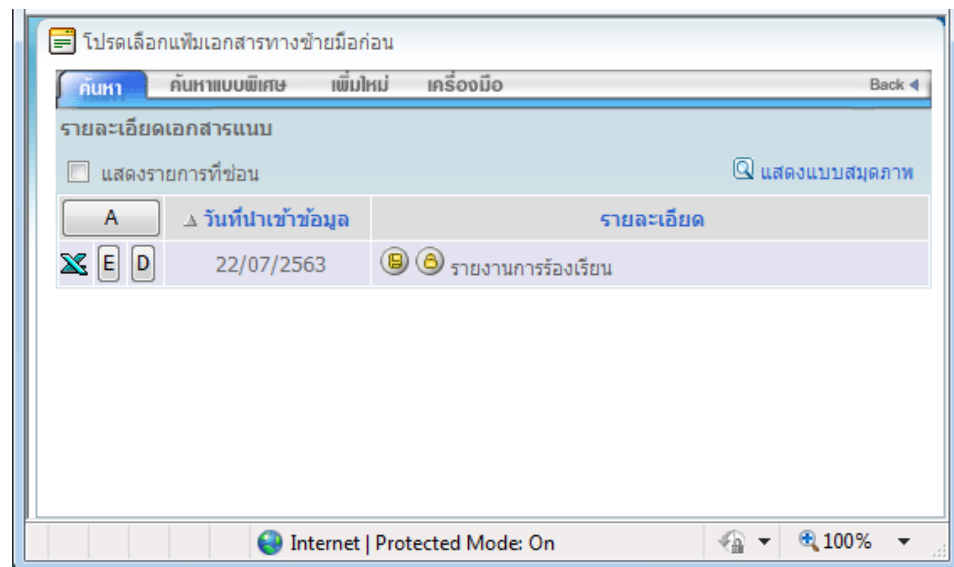 โปรดเลือกแฟ้มเอกสารทางซ้ายมือก่อน
ค้นหา ค้นหาแบบพิเศษ เพิ่มใหม่ เครื่องมือ Back
รายละเอียดเอกสารแนบ
แสดงรายการที่ซ่อน แสดงแบบสมุดภาพ
A วันที่นำเข้าข้อมูล รายละเอียด
E D 22/07/2563 รายงานการร้องเรียน
Internet | Protected Mode: On 100%